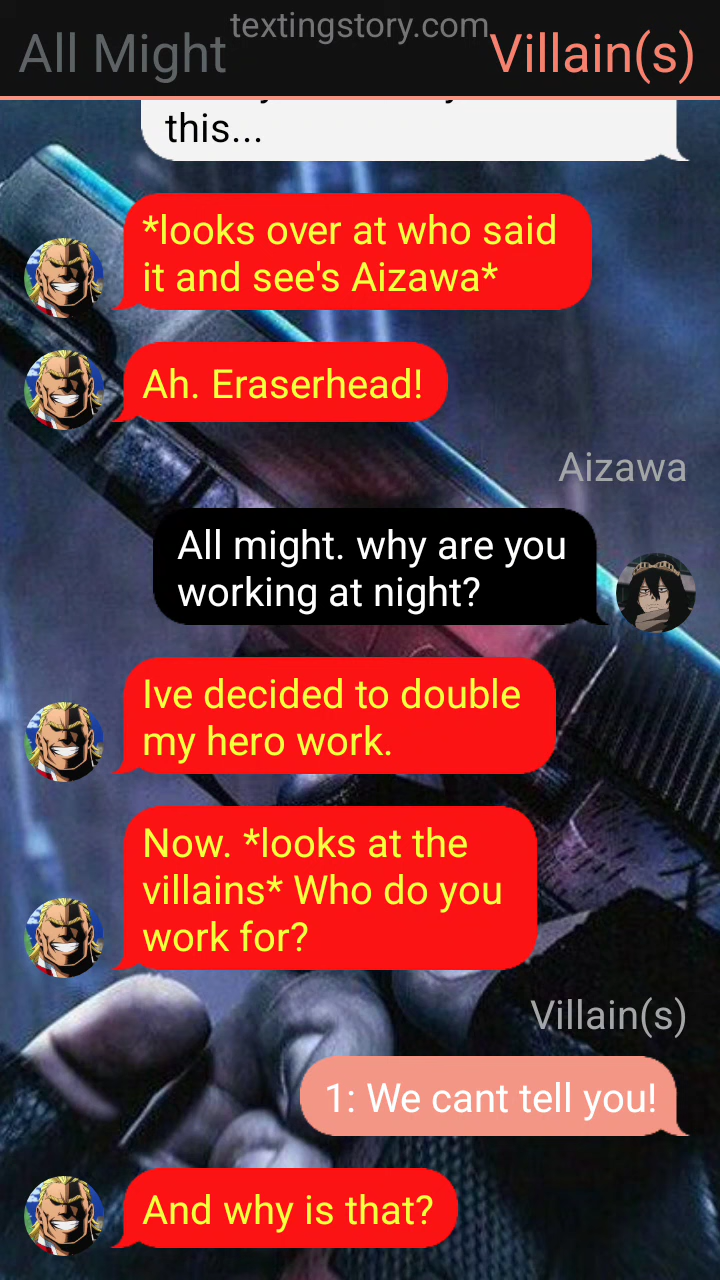 textingstory.com
All Might
Villain(s)
this...
*looks over at who said
it and see's Aizawa*
Ah. Eraserhead!
Aizawa
All might. why are you
working at night?
Ive decided to double
my hero work.
Now. *looks at the
villains* Who do you
work for?
Villain(s)
1: We cant tell you!
And why is that?